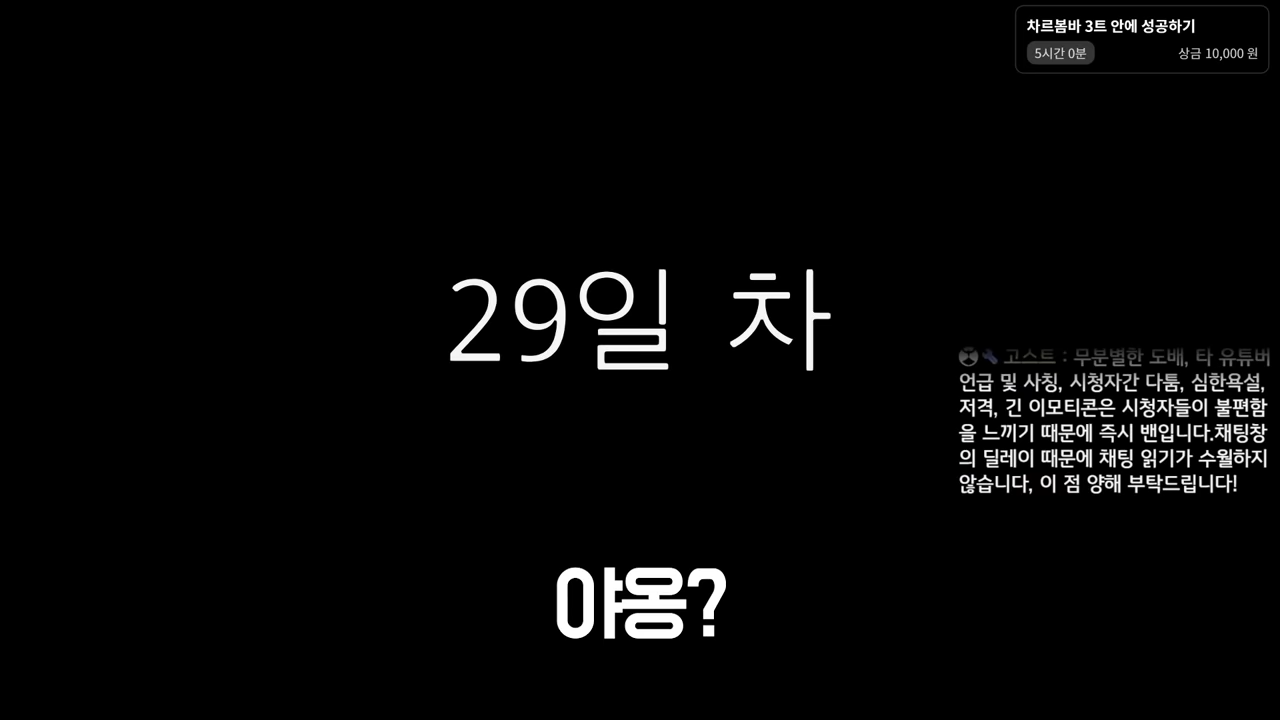 차르봄바 3트 안에 성공하기
5시간 0분 상금 10,000 원
29일 차
고스트 : 무분별한 도배, 타 유튜버
언급 및 사칭, 시청자간 다툼, 심한욕설,
저격, 긴 이모티콘은 시청자들이 불편함
을 느끼기 때문에 즉시 밴입니다.채팅창
의 딜레이 때문에 채팅 읽기가 수월하지
않습니다, 이 점 양해 부탁드립니다!
야옹?